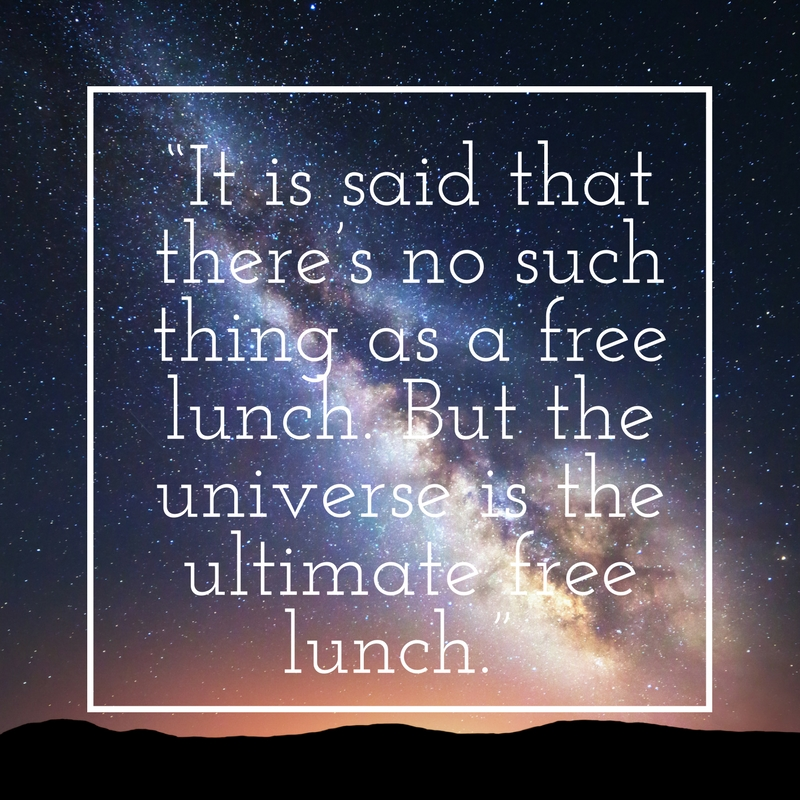 “It is said that
there’s no such
thing as a free
lunch. But the
universe is the
ultimate free
lunch.”